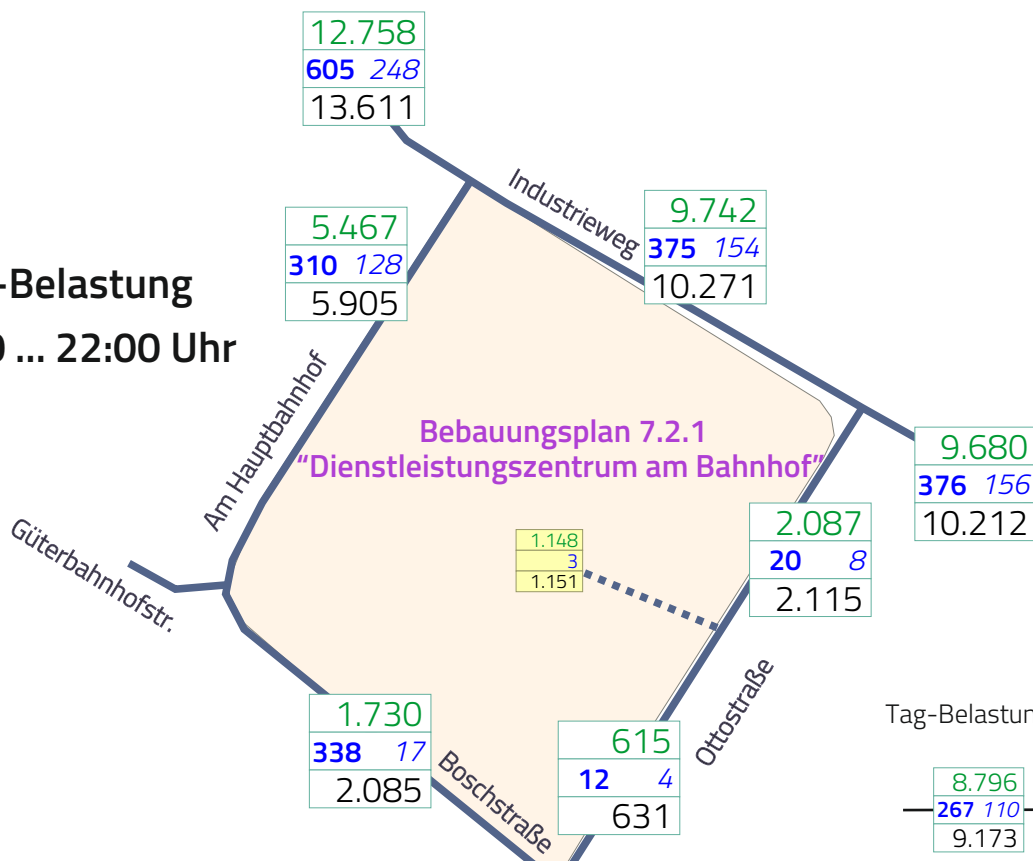 12.758
605 248
13.611
Industrieweg
9.742
375 154
10.271
5.467
310 128
5.905
-Belastung
... 22:00 Uhr
Am Hauptbahnhof
Bebauungsplan 7.2.1
“Dienstleistungszentrum am Bahnhof”
9.680
376 156
10.212
2.087
20 8
2.115
1.148
3
1.151
Güterbahnhofstr.
Ottostraße
1.730
338 17
2.085
Boschstraße
615
12 4
631
Tag-Belastun
8.796
267 110
9.173